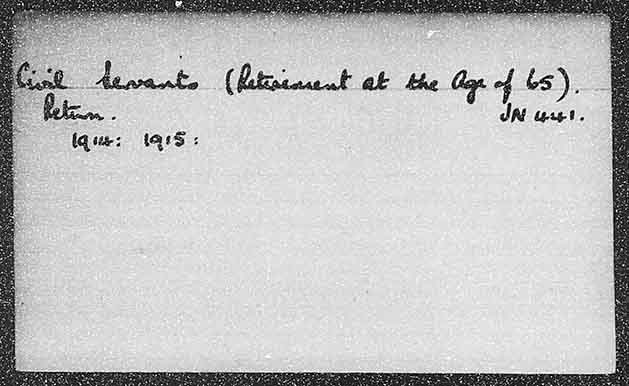 Civil Servants (Retirement at the Age of 65).
Return. JN 441.
1914: 1915: